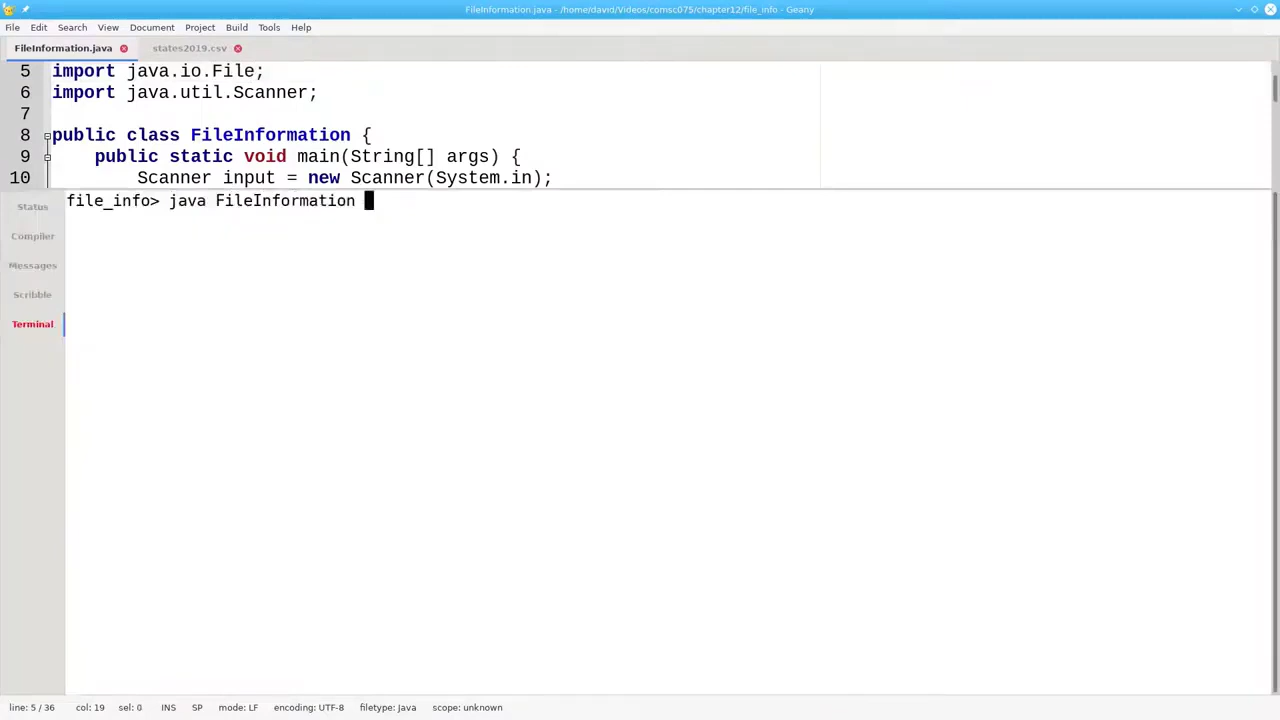 FileInformation.java - /home/david/Videos/comsc075/chapter12/file_info - Geany
File Edit Search View Document Project Build Tools Help
FileInformation.java states2019.csv
5 import java.io.File;
6 import java.util.Scanner;
7
8 public class FileInformation {
9 public static void main(String[] args) {
10 Scanner input = new Scanner(System.in);
file_info> java FileInformation
Status
Compiler
Messages
Scribble
Terminal
line: 5 / 36 col: 19 sel: 0 INS SP mode: LF encoding: UTF-8 filetype: Java scope: unknown